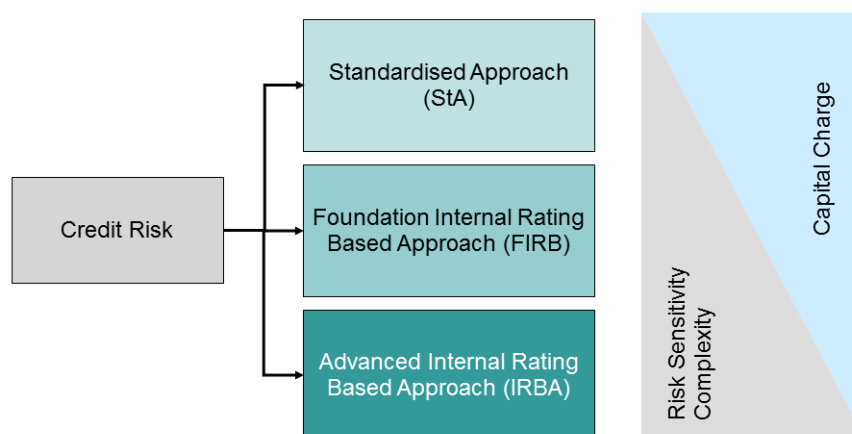 Standardised Approach
(StA)
Credit Risk
Foundation Internal Rating
Based Approach (FIRB)
Advanced Internal Rating
Based Approach (IRBA)
Risk Sensitivity
Complexity
Capital Charge